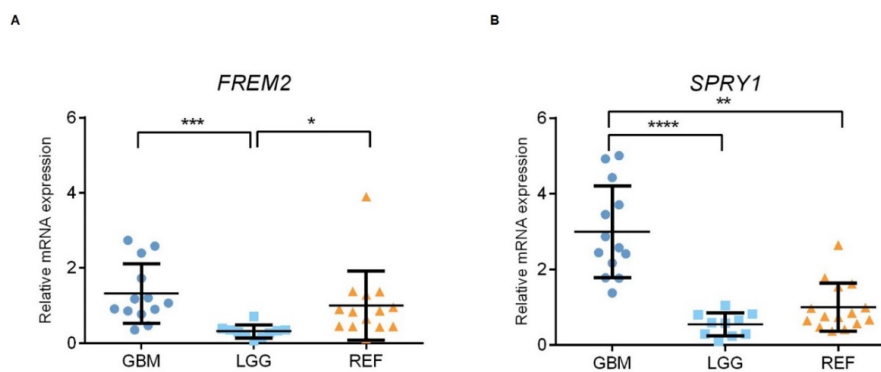 A
FREM2
*** *
Relative mRNA expression
6
4
2
0
GBM LGG REF
B
SPRY1
**
****
Relative mRNA expression
6
4
2
0
GBM LGG REF